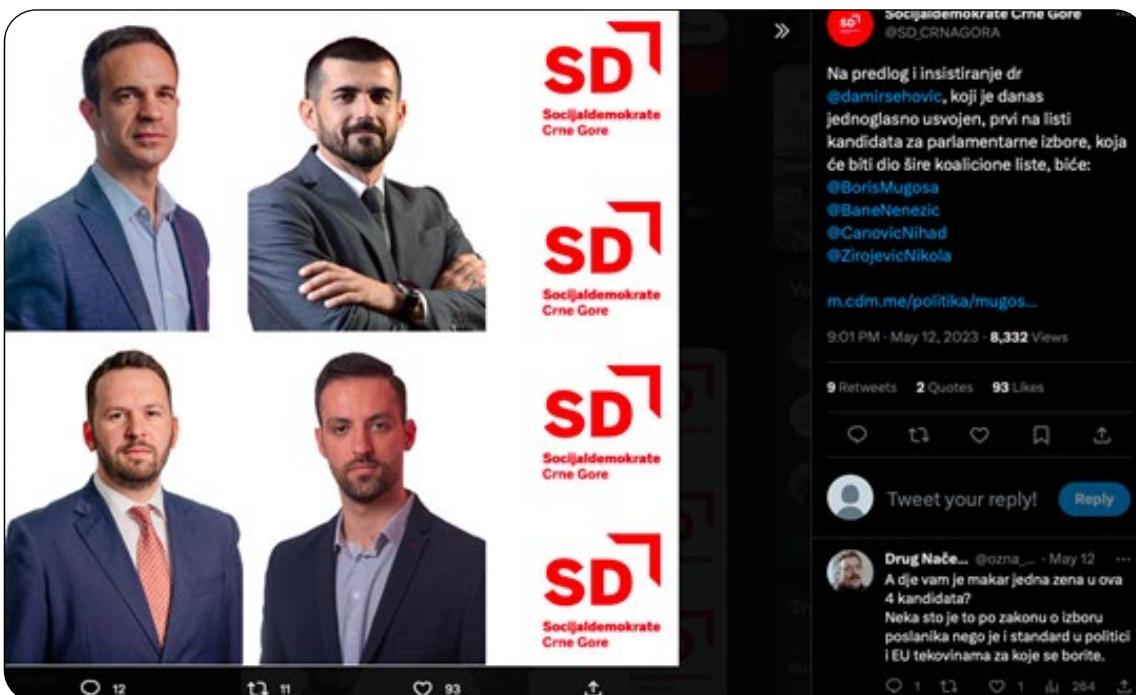 SD
Socijaldemokrate
Crne Gore
SD
Socijaldemokrate
Crne Gore
SD
Socijaldemokrate
Crne Gore
SD
Socijaldemokrate
Crne Gore
12
11
93
SD
Socijaldemokrate Crne Gore
@SD_CRNAGORA
Na predlog i insistiranje dr
@damirsehovic, koji je danas
jednoglasno usvojen, prvi na listi
kandidata za parlamentarne izbore, koja
će biti dio šire koalicione liste, biće:
@BorisMugosa
@BaneNenezic
@CanovicNihad
@ZirojevicNikola
m.cdm.me/politika/mugos...
9:01 PM · May 12, 2023 · 8,332 Views
9 Retweets 2 Quotes 93 Likes
Tweet your reply!
Reply
Drug Nače... @ozna_... · May 12
A dje vam je makar jedna zena u ova
4 kandidata?
Neka sto je to po zakonu o izboru
poslanika nego je i standard u politici
i EU tekovinama za koje se borite.
1
1
264